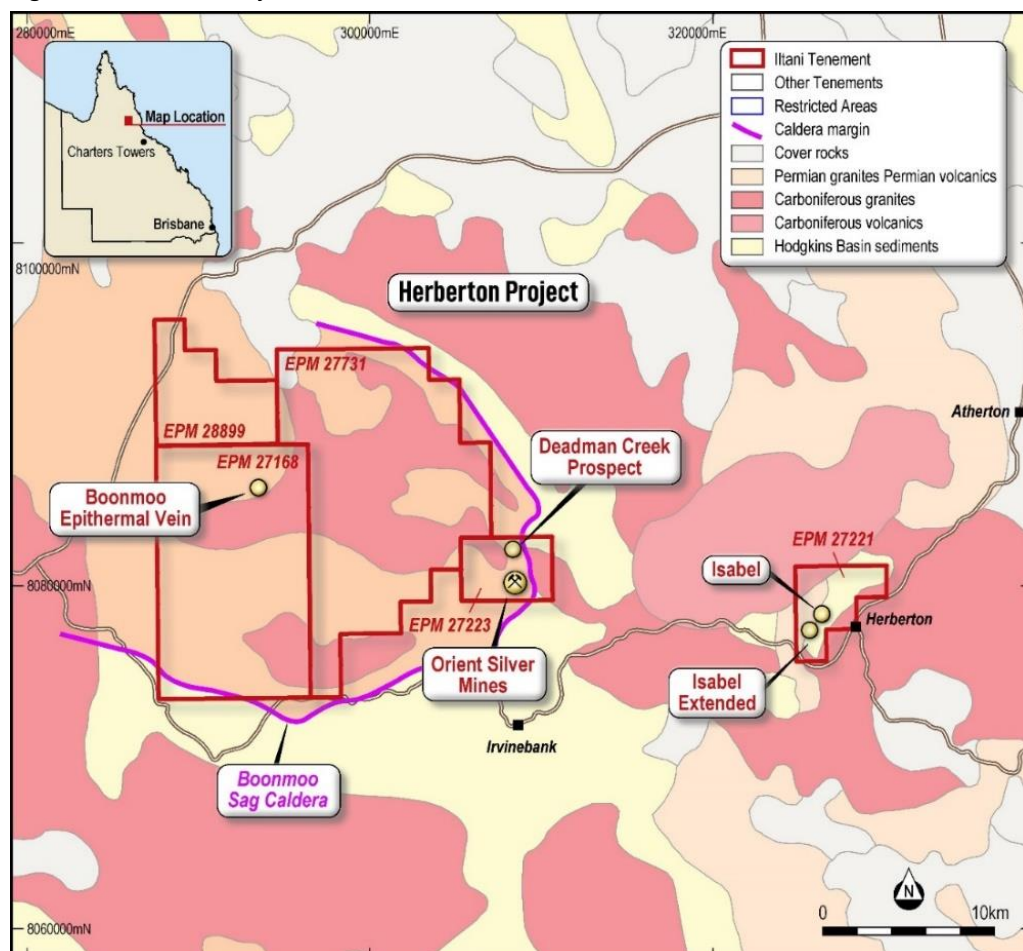 280000mE
300000mE
320000mE
Map Location
Charters Towers
Brisbane
Iltani Tenement
Other Tenements
Restricted Areas
Caldera margin
Cover rocks
Permian granites Permian volcanics
Carboniferous granites
Carboniferous volcanics
Hodgkins Basin sediments
8100000mN
Herberton Project
EPM 27731
Atherton
EPM 28899
EPM 27168
Deadman Creek
Prospect
Boonmoo
Epithermal Vein
EPM 27221
8080000mN
Isabel
EPM 27223
Herberton
Orient Silver
Mines
Isabel
Extended
Irvinebank
Boonmoo
Sag Caldera
N
0
10km
8060000mN